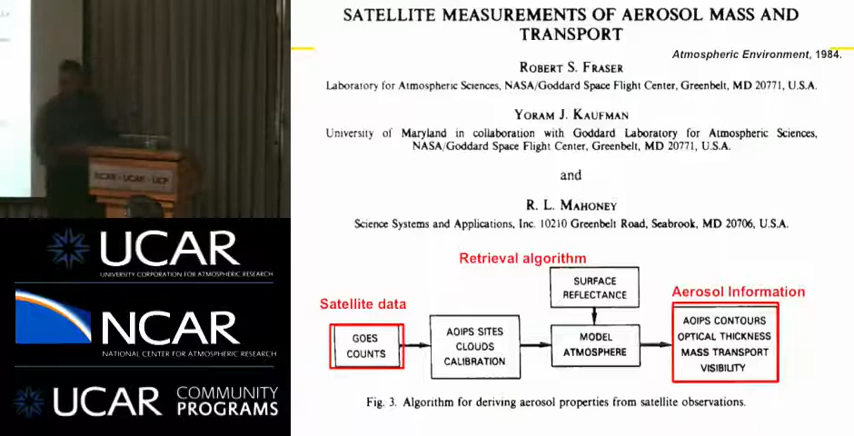 SATELLITE MEASUREMENTS OF AEROSOL MASS AND
TRANSPORT
Atmospheric Environment, 1984.
ROBERT S. FRASER
Laboratory for Atmospheric Sciences, NASA/Goddard Space Flight Center, Greenbelt, MD 20771, U.S.A.
YORAM J. KAUFMAN
University of Maryland in collaboration with Goddard Laboratory for Atmospheric Sciences,
NASA/Goddard Space Flight Center, Greenbelt, MD 20771, U.S.A.
and
R. L. MAHONEY
Science Systems and Applications, Inc. 10210 Greenbelt Road, Seabrook, MD 20706, U.S.A.
Retrieval algorithm
Satellite data
Aerosol Information
SURFACE
REFLECTANCE
GOES
COUNTS
AOIPS SITES
CLOUDS
CALIBRATION
MODEL
ATMOSPHERE
AOIPS CONTOURS
OPTICAL THICKNESS
MASS TRANSPORT
VISIBILITY
Fig. 3. Algorithm for deriving aerosol properties from satellite observations.
NCAR · UCAR · UCP
UCAR
UNIVERSITY CORPORATION FOR ATMOSPHERIC RESEARCH
NCAR
NATIONAL CENTER FOR ATMOSPHERIC RESEARCH
UCAR
COMMUNITY
PROGRAMS